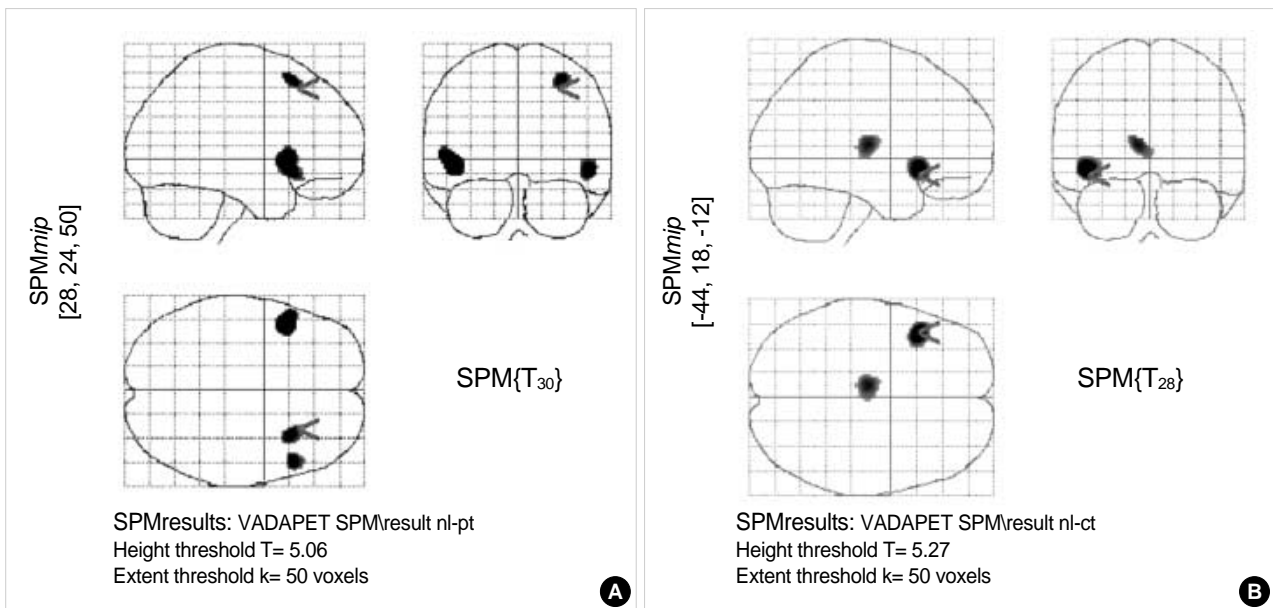 SPMmip
[28, 24, 50]
SPM{T₃₀}
SPMresults: VADAPET SPM\result nl-pt
Height threshold T= 5.06
Extent threshold k= 50 voxels
A
SPMmip
[-44, 18, -12]
SPM{T₂₈}
SPMresults: VADAPET SPM\result nl-ct
Height threshold T= 5.27
Extent threshold k= 50 voxels
B